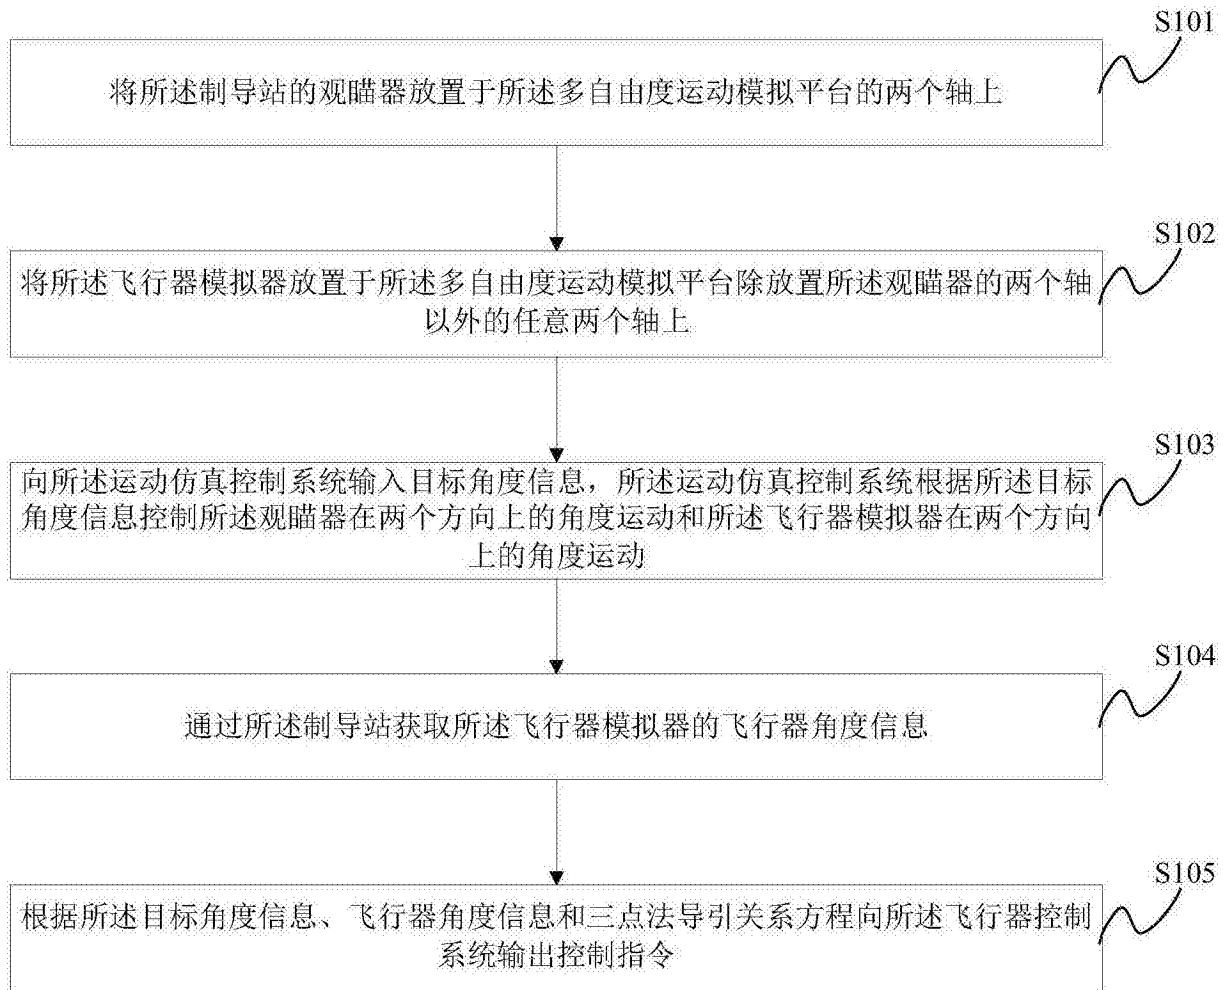 S101
将所述制导站的观瞄器放置于所述多自由度运动模拟平台的两个轴上
S102
将所述飞行器模拟器放置于所述多自由度运动模拟平台除放置所述观瞄器的两个轴
以外的任意两个轴上
S103
向所述运动仿真控制系统输入目标角度信息，所述运动仿真控制系统根据所述目标
角度信息控制所述观瞄器在两个方向上的角度运动和所述飞行器模拟器在两个方向
上的角度运动
S104
通过所述制导站获取所述飞行器模拟器的飞行器角度信息
S105
根据所述目标角度信息、飞行器角度信息和三点法导引关系方程向所述飞行器控制
系统输出控制指令